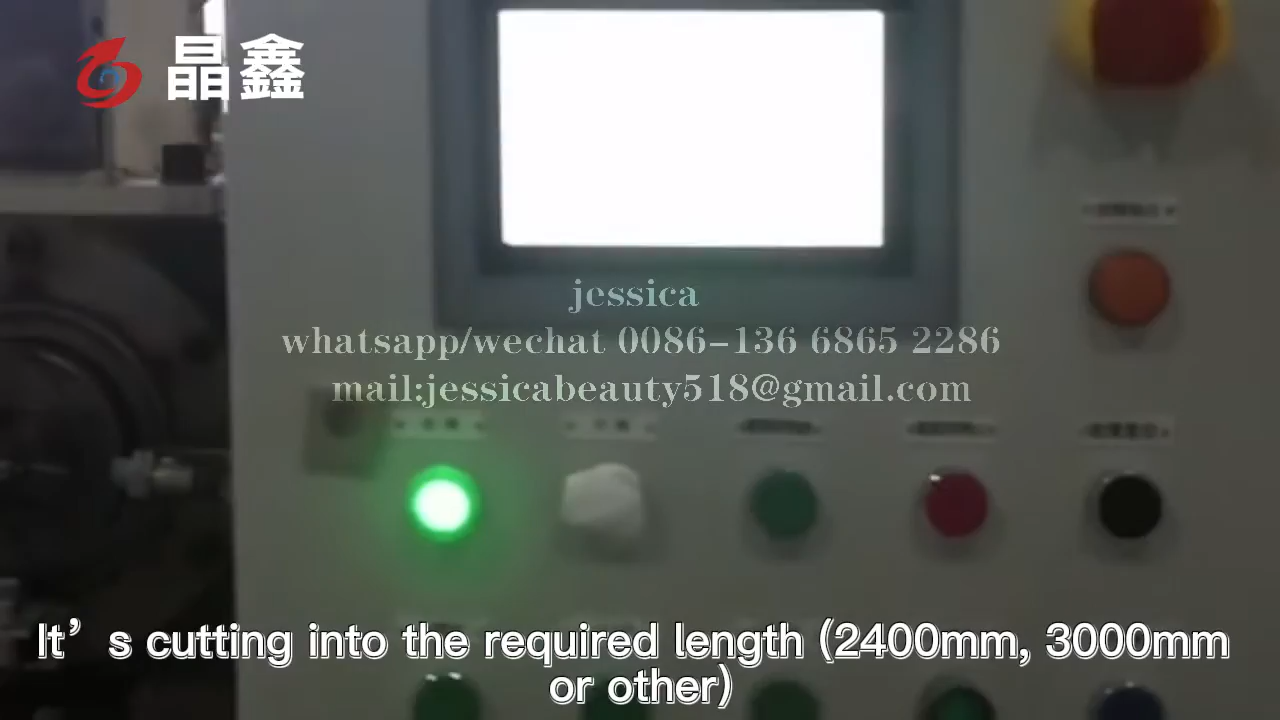 晶鑫
jessica
whatsapp/wechat 0086-136 6865 2286
mail:jessicabeauty518@gmail.com
It’s cutting into the required length (2400mm, 3000mm
or other)